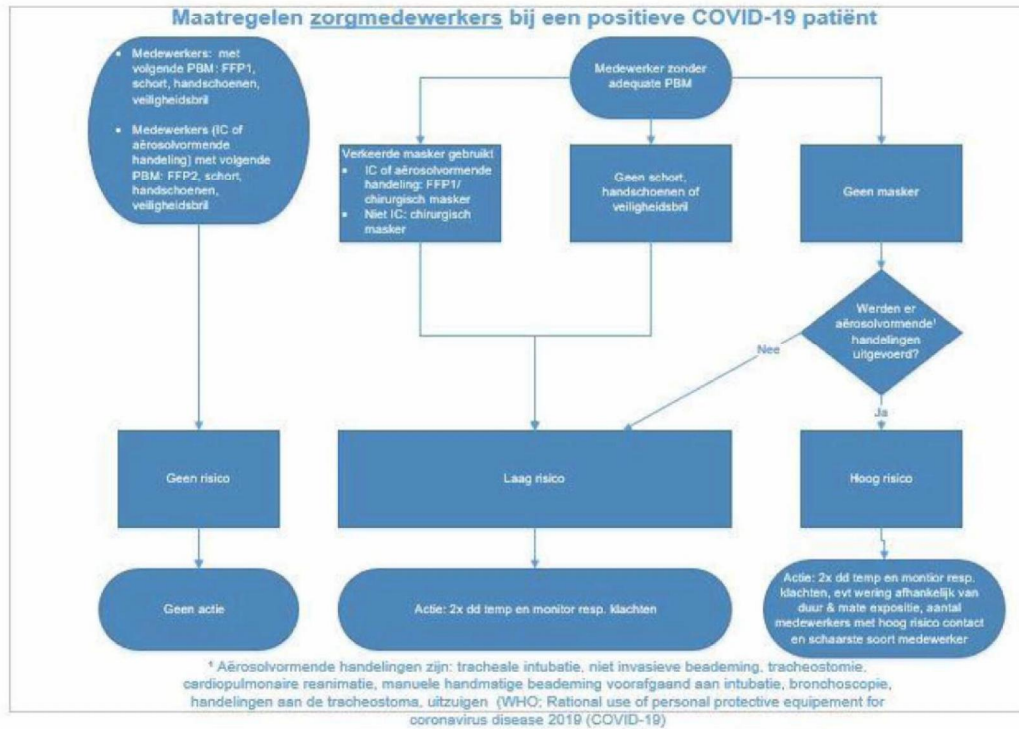 Maatregelen zorgmedewerkers bij een positieve COVID-19 patiënt
• Medewerkers: met
volgende PBM: FFP1,
schort, handschoenen,
veiligheidsbril
• Medewerkers (IC of
aërosolvormende
handeling) met volgende
PBM: FFP2, schort,
handschoenen,
veiligheidsbril
Medewerker zonder
adequate PBM
Verkeerde masker gebruikt
• IC of aërosolvormende
handeling: FFP1/
chirurgisch masker
• Niet IC: chirurgisch
masker
Geen schort,
handschoenen of
veiligheidsbril
Geen masker
Werden er
aërosolvormende¹
handelingen
uitgevoerd?
Nee
Ja
Geen risico
Laag risico
Hoog risico
Geen actie
Actie: 2x dd temp en monitor resp. klachten
Actie: 2x dd temp en montior resp.
klachten, evt wering afhankelijk van
duur & mate expositie, aantal
medewerkers met hoog risico contact
en schaarste soort medewerker
¹ Aërosolvormende handelingen zijn: tracheale intubatie, niet invasieve beademing, tracheostomie,
cardiopulmonaire reanimatie, manuele handmatige beademing voorafgaand aan intubatie, bronchoscopie,
handelingen aan de tracheostoma, uitzuigen (WHO; Rational use of personal protective equipement for
coronavirus disease 2019 (COVID-19)